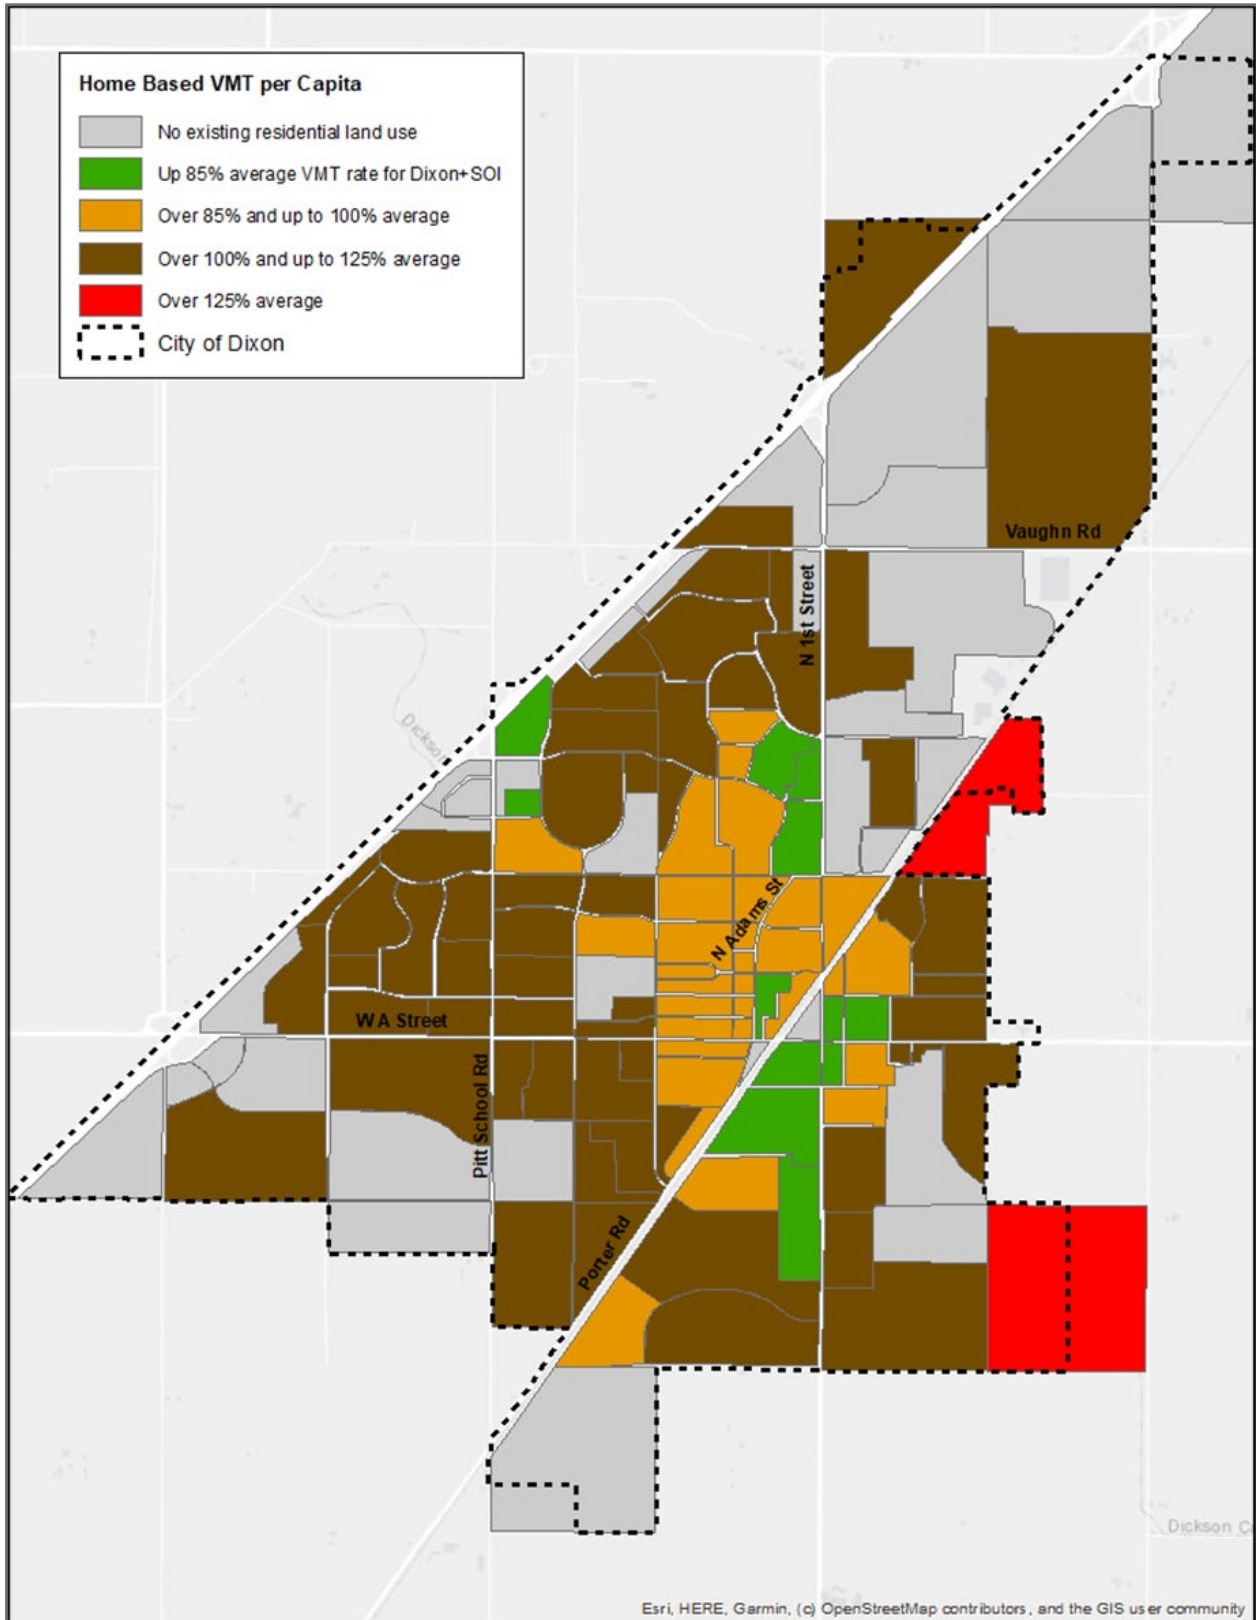 Home Based VMT per Capita
No existing residential land use
Up 85% average VMT rate for Dixon+SOI
Over 85% and up to 100% average
Over 100% and up to 125% average
Over 125% average
City of Dixon
Vaughn Rd
N 1st Street
Dickson
N Adams St
W A Street
Pitt School Rd
Porter Rd
Dickson C
Esri, HERE, Garmin, (c) OpenStreetMap contributors, and the GIS user community